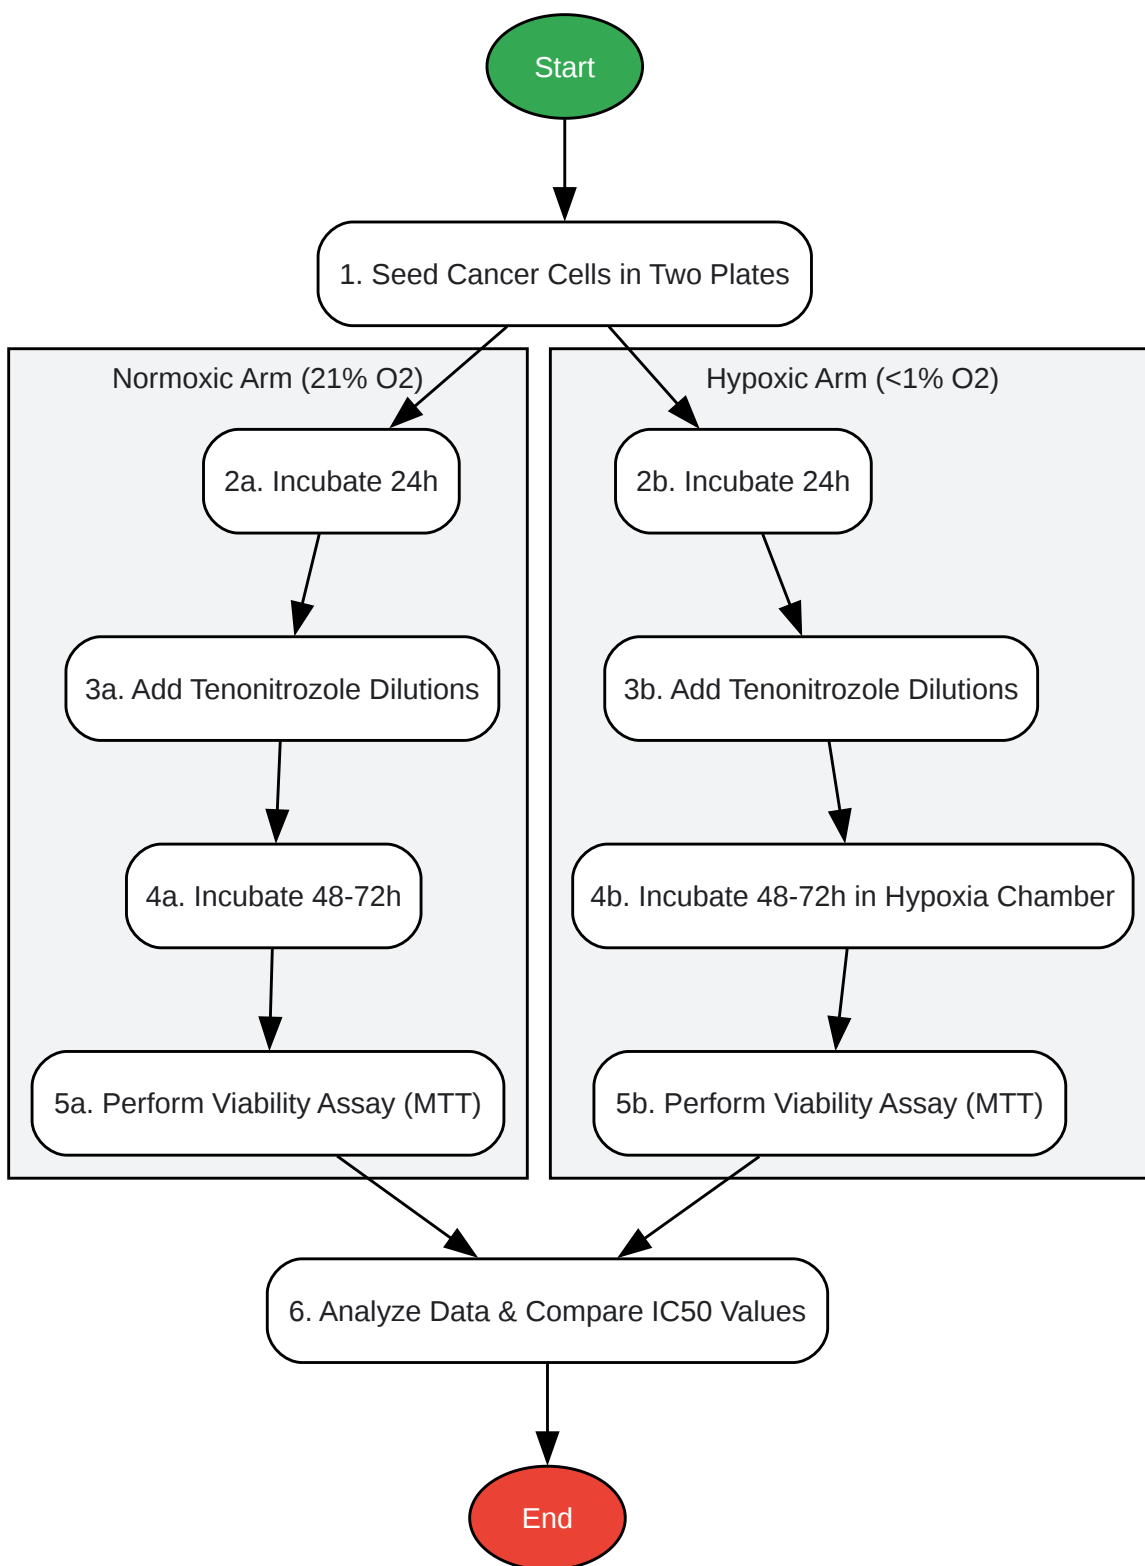 Start
1. Seed Cancer Cells in Two Plates
Normoxic Arm (21% O2)
Hypoxic Arm (<1% O2)
2a. Incubate 24h
2b. Incubate 24h
3a. Add Tenonitrozole Dilutions
3b. Add Tenonitrozole Dilutions
4a. Incubate 48-72h
4b. Incubate 48-72h in Hypoxia Chamber
5a. Perform Viability Assay (MTT)
5b. Perform Viability Assay (MTT)
6. Analyze Data & Compare IC50 Values
End